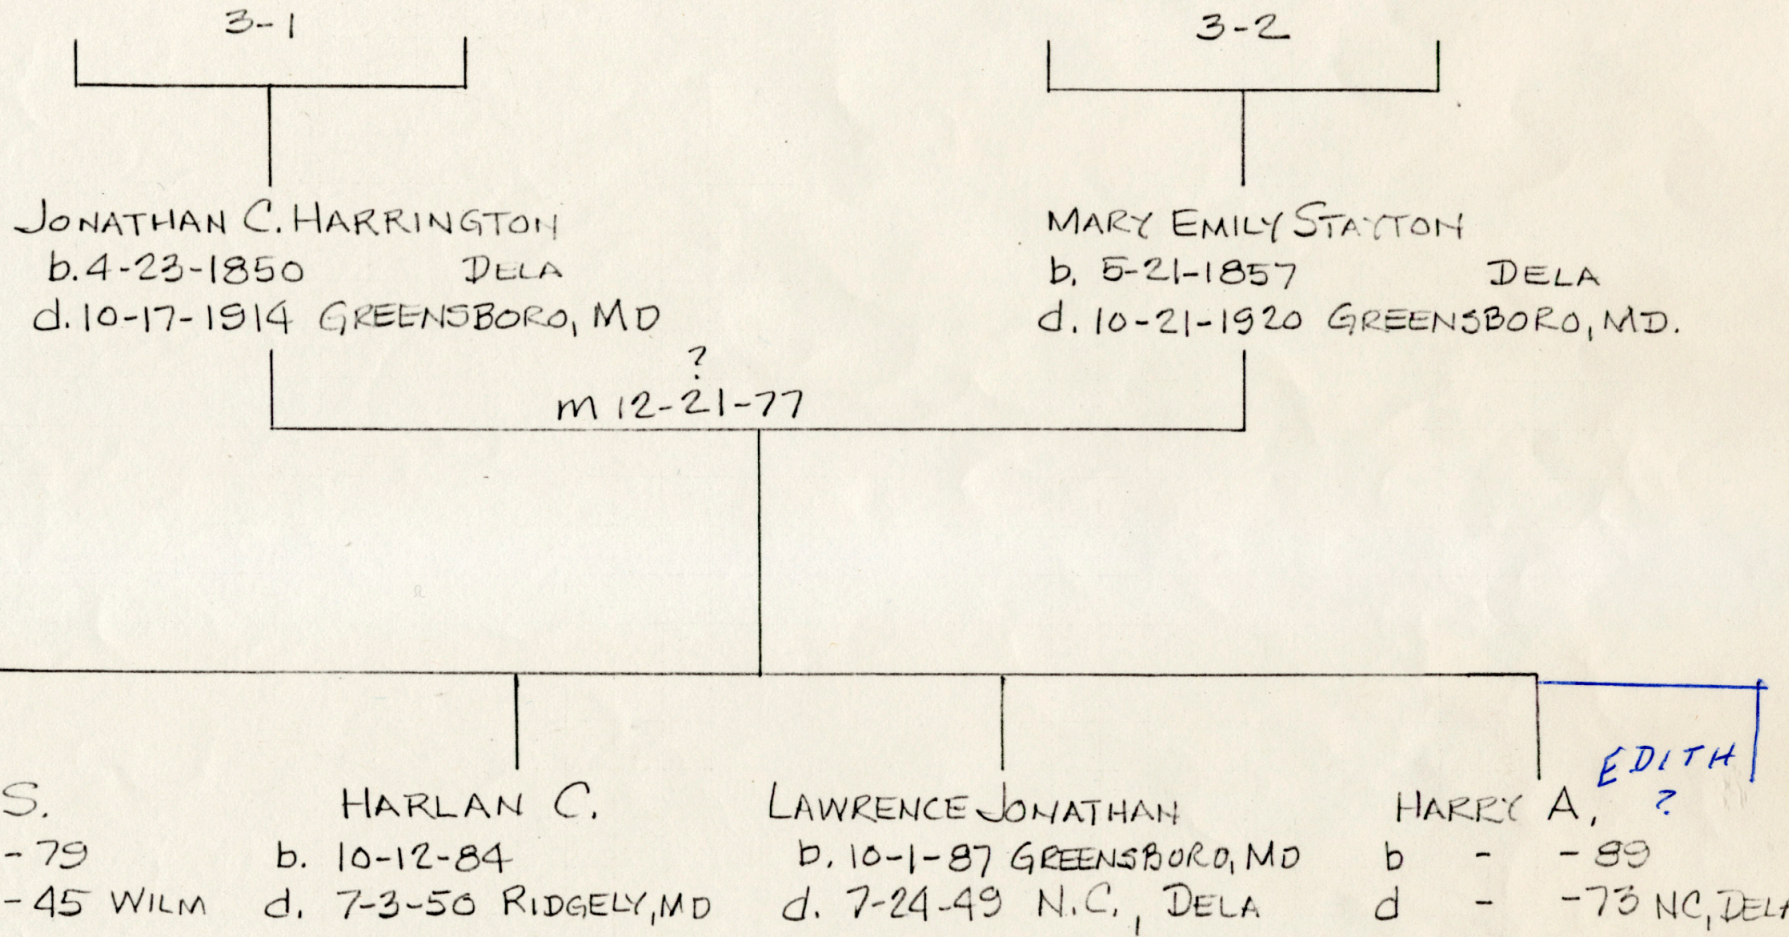 3-1
3-2
JONATHAN C. HARRINGTON
b. 4-23-1850 DELA
d. 10-17-1914 GREENSBORO, MD
MARY EMILY STAYTON
b. 5-21-1857 DELA
d. 10-21-1920 GREENSBORO, MD.
?
m 12-21-77
S.
-79
-45 WILM
HARLAN C.
b. 10-12-84
d. 7-3-50 RIDGELY, MD
LAWRENCE JONATHAN
b. 10-1-87 GREENSBORO, MD
d. 7-24-49 N.C., DELA
HARRY A.
b - -89
d - -73 NC, DELA
EDITH
?